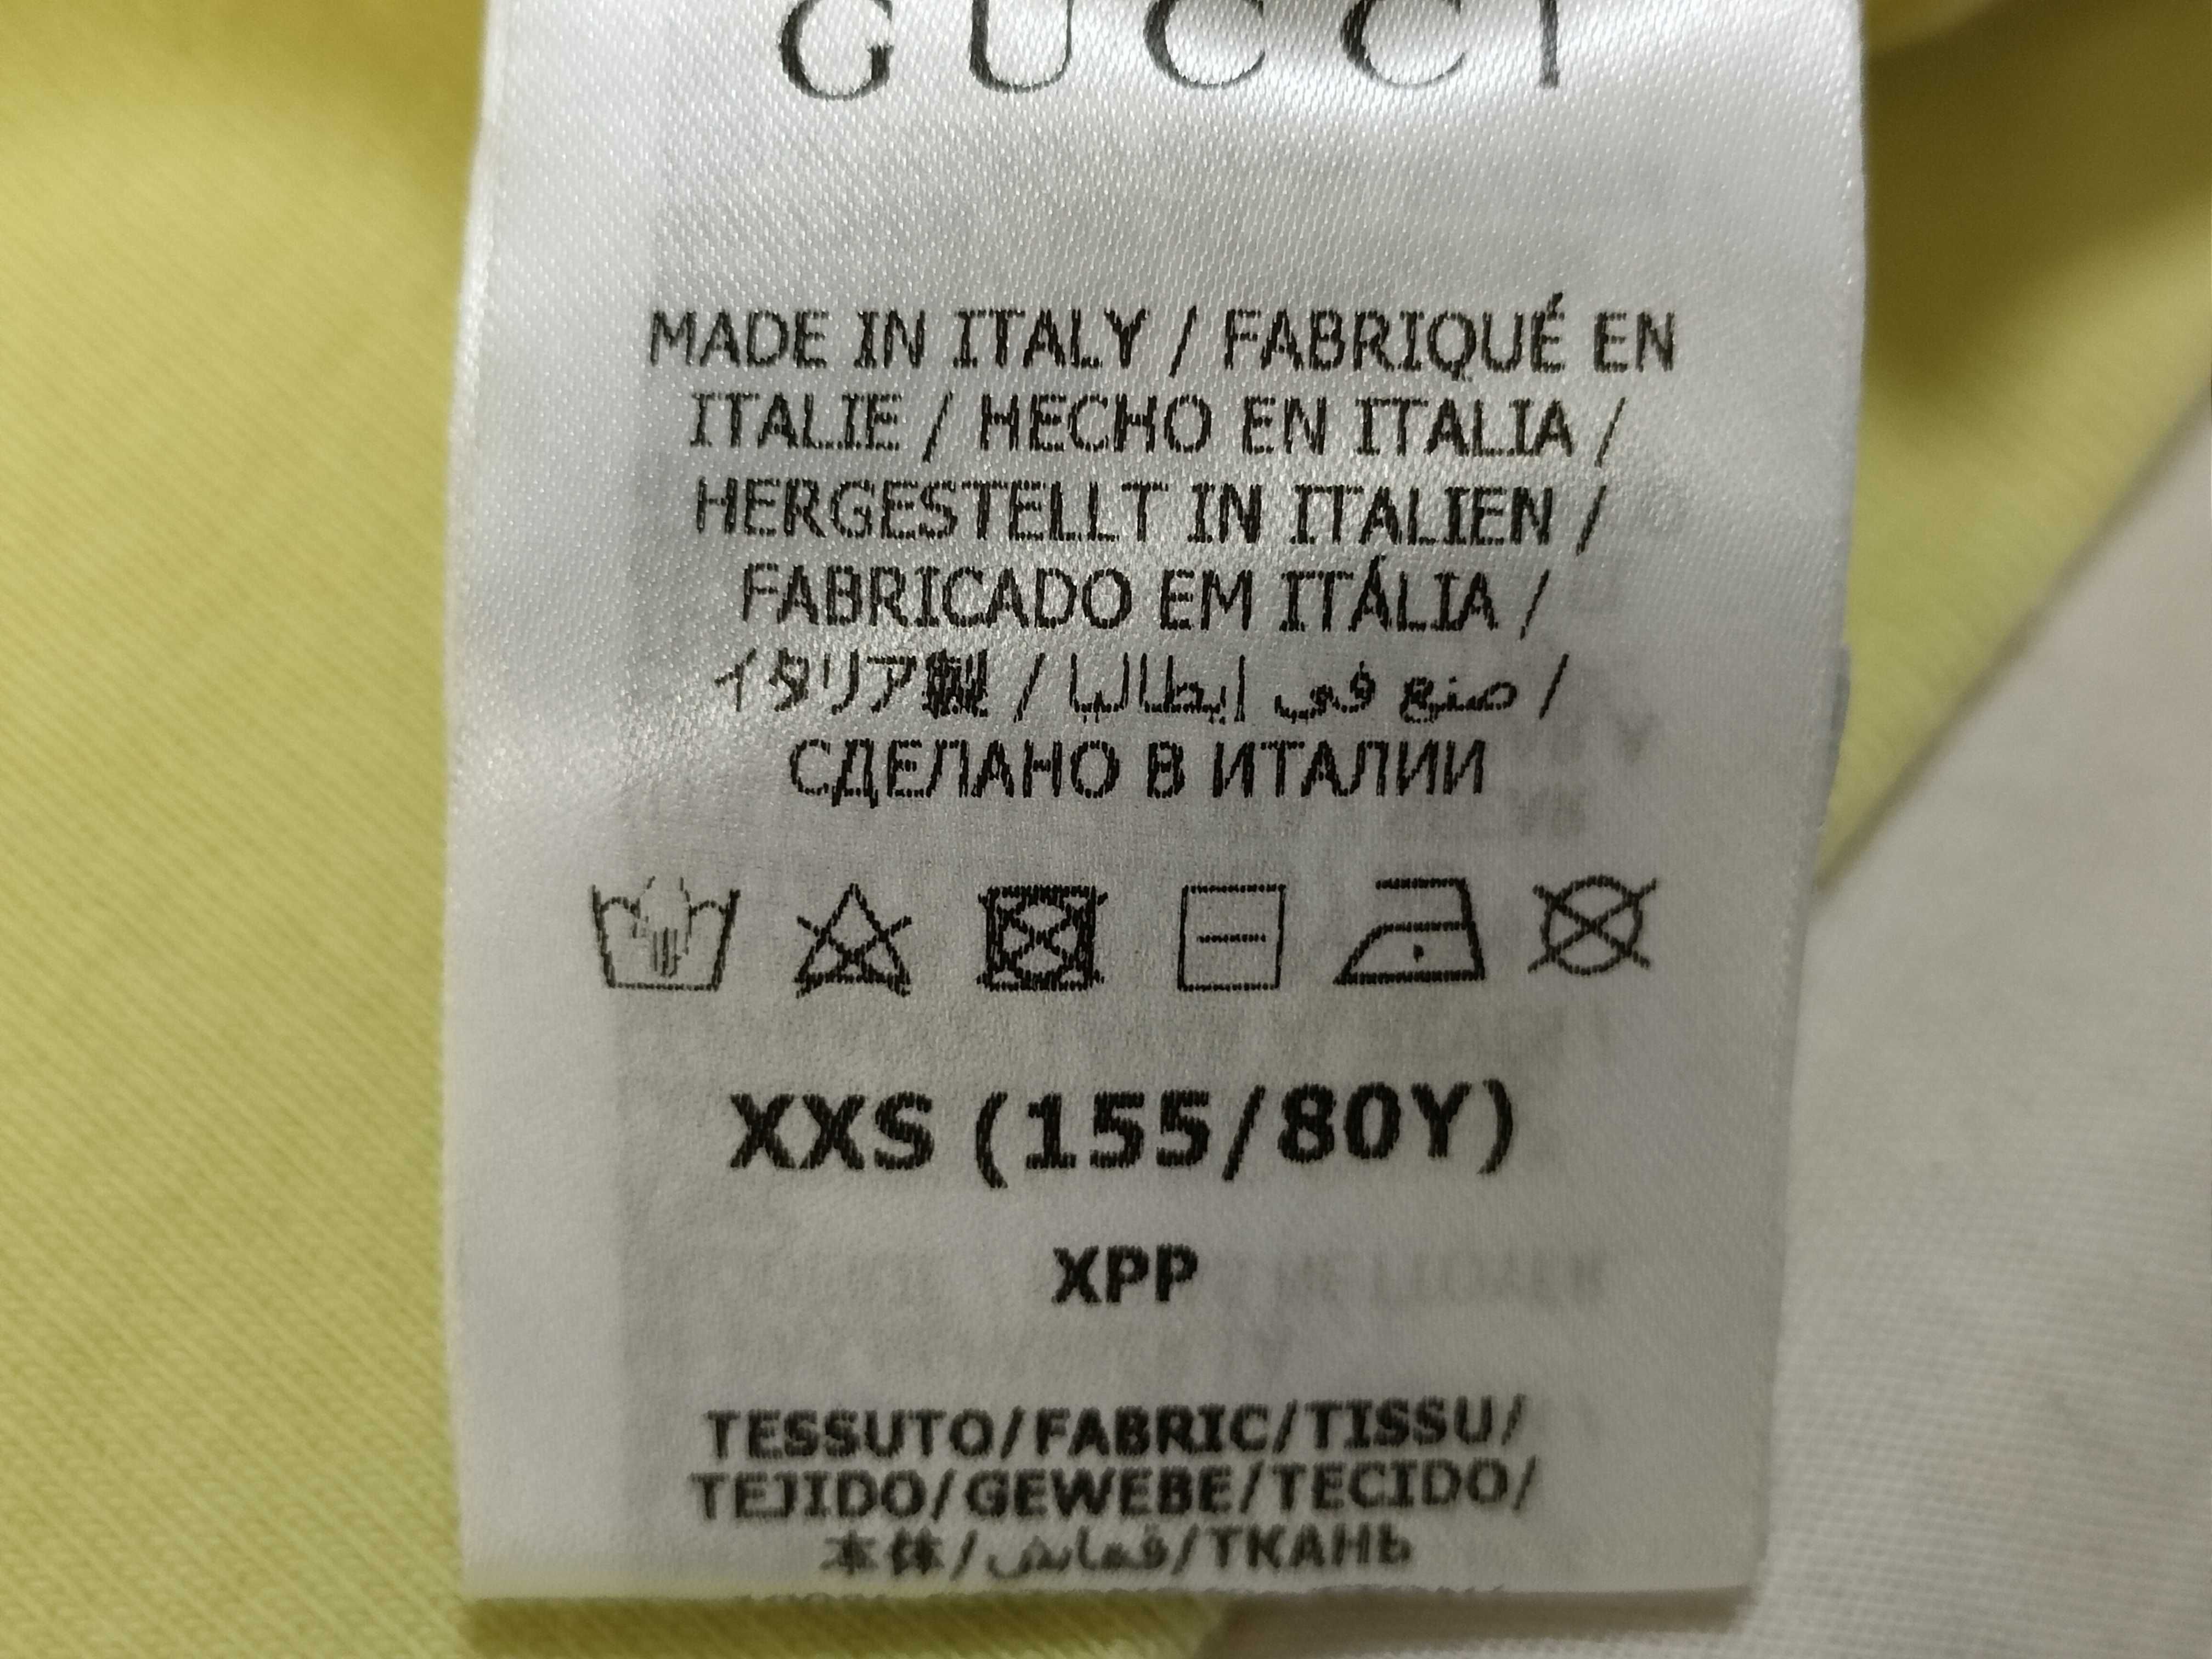 GUCCI
MADE IN ITALY / FABRIQUÉ EN
ITALIE / HECHO EN ITALIA /
HERGESTELLT IN ITALIEN /
FABRICADO EM ITÁLIA /
イタリア製 / صنع في ايطاليا /
СДЕЛАНО В ИТАЛИИ
XXS (155/80Y)
XPP
TESSUTO/FABRIC/TISSU/
TEJIDO/GEWEBE/TECIDO/
本体/قماش/ТКАНЬ